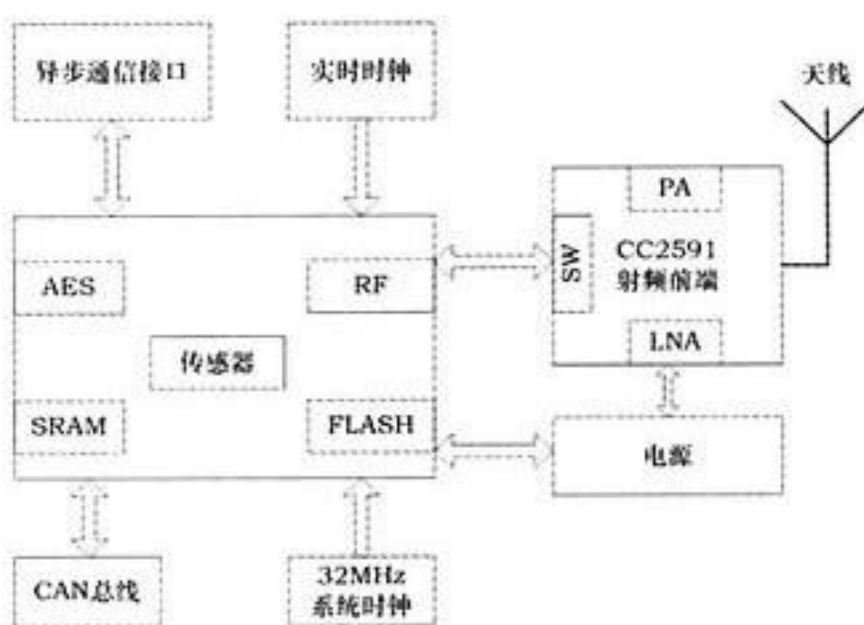 异步通信接口
实时时钟
天线
PA
SW
CC2591
射频前端
AES
RF
传感器
LNA
SRAM
FLASH
电源
CAN总线
32MHz
系统时钟